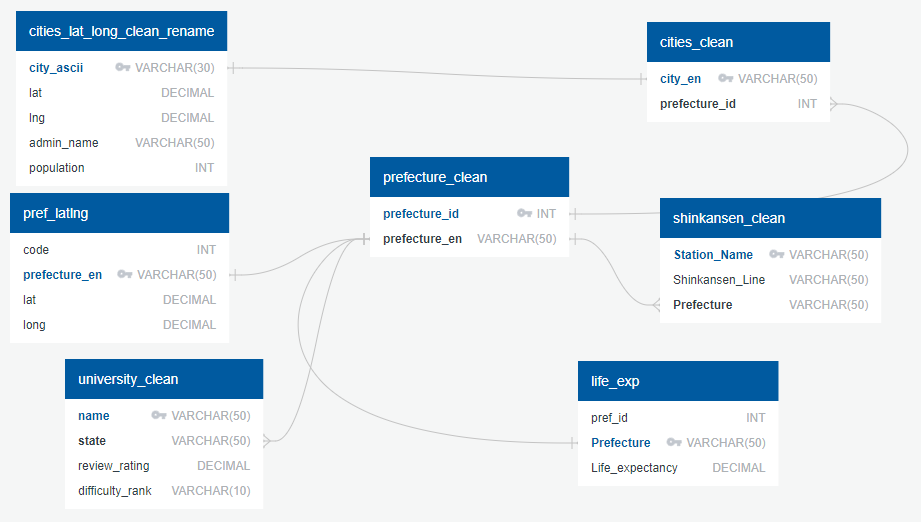 cities_lat_long_clean_rename
city_ascii VARCHAR(30)
lat DECIMAL
lng DECIMAL
admin_name VARCHAR(50)
population INT
cities_clean
city_en VARCHAR(50)
prefecture_id INT
prefecture_clean
prefecture_id INT
prefecture_en VARCHAR(50)
pref_latlng
code INT
prefecture_en VARCHAR(50)
lat DECIMAL
long DECIMAL
shinkansen_clean
Station_Name VARCHAR(50)
Shinkansen_Line VARCHAR(50)
Prefecture VARCHAR(50)
university_clean
name VARCHAR(50)
state VARCHAR(50)
review_rating DECIMAL
difficulty_rank VARCHAR(10)
life_exp
pref_id INT
Prefecture VARCHAR(50)
Life_expectancy DECIMAL